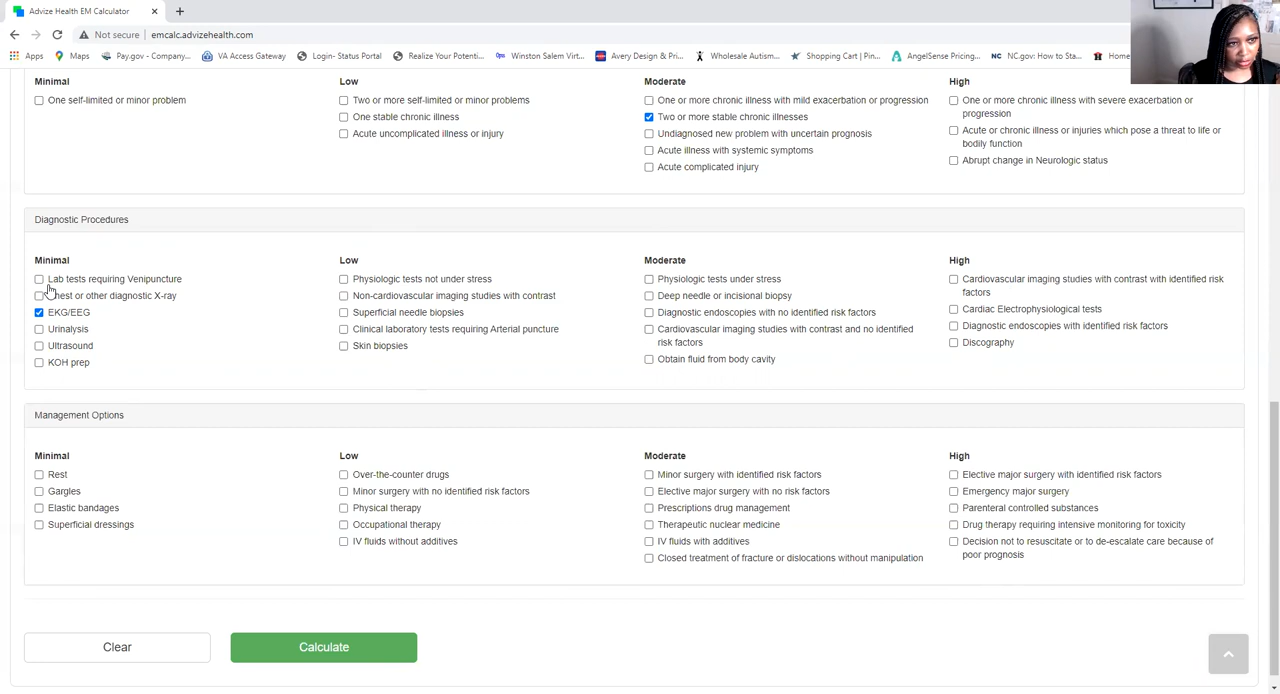 Advize Health EM Calculator
Not secure | emcalc.advizehealth.com
Apps Maps Pay.gov - Company... VA Access Gateway Login- Status Portal Realize Your Potenti... Winston Salem Virt... Avery Design & Pri... Wholesale Autism... Shopping Cart | Pin... AngelSense Pricing... NC.gov: How to Sta... Home
Minimal
One self-limited or minor problem
Low
Two or more self-limited or minor problems
One stable chronic illness
Acute uncomplicated illness or injury
Moderate
One or more chronic illness with mild exacerbation or progression
Two or more stable chronic illnesses
Undiagnosed new problem with uncertain prognosis
Acute illness with systemic symptoms
Acute complicated injury
High
One or more chronic illness with severe exacerbation or
progression
Acute or chronic illness or injuries which pose a threat to life or
bodily function
Abrupt change in Neurologic status
Diagnostic Procedures
Minimal
Lab tests requiring Venipuncture
Chest or other diagnostic X-ray
EKG/EEG
Urinalysis
Ultrasound
KOH prep
Low
Physiologic tests not under stress
Non-cardiovascular imaging studies with contrast
Superficial needle biopsies
Clinical laboratory tests requiring Arterial puncture
Skin biopsies
Moderate
Physiologic tests under stress
Deep needle or incisional biopsy
Diagnostic endoscopies with no identified risk factors
Cardiovascular imaging studies with contrast and no identified
risk factors
Obtain fluid from body cavity
High
Cardiovascular imaging studies with contrast with identified risk
factors
Cardiac Electrophysiological tests
Diagnostic endoscopies with identified risk factors
Discography
Management Options
Minimal
Rest
Gargles
Elastic bandages
Superficial dressings
Low
Over-the-counter drugs
Minor surgery with no identified risk factors
Physical therapy
Occupational therapy
IV fluids without additives
Moderate
Minor surgery with identified risk factors
Elective major surgery with no risk factors
Prescriptions drug management
Therapeutic nuclear medicine
IV fluids with additives
Closed treatment of fracture or dislocations without manipulation
High
Elective major surgery with identified risk factors
Emergency major surgery
Parenteral controlled substances
Drug therapy requiring intensive monitoring for toxicity
Decision not to resuscitate or to de-escalate care because of
poor prognosis
Clear
Calculate